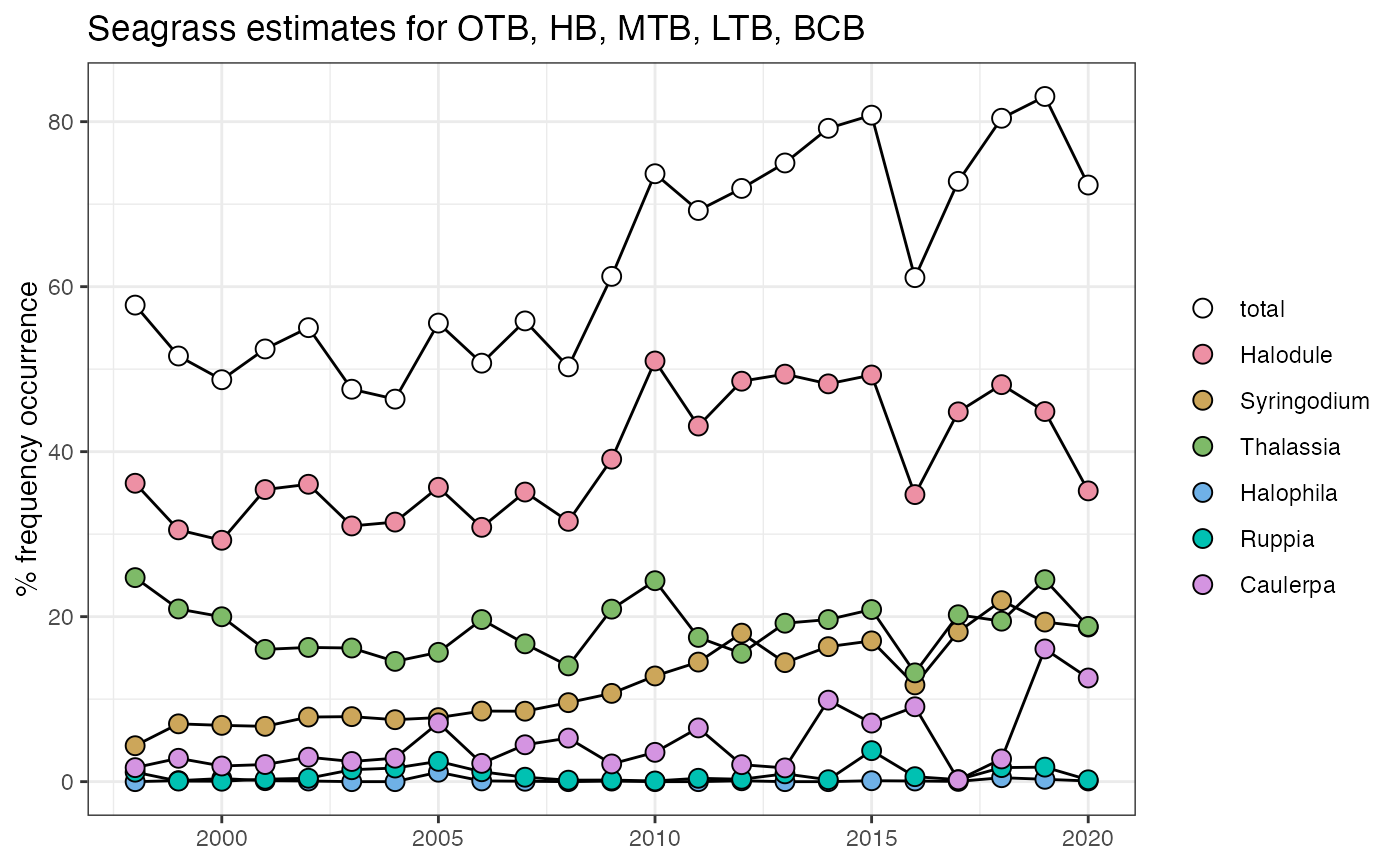 Seagrass estimates for OTB, HB, MTB, LTB, BCB
% frequency occurrence
80
60
40
20
0
2000
2005
2010
2015
2020
total
Halodule
Syringodium
Thalassia
Halophila
Ruppia
Caulerpa